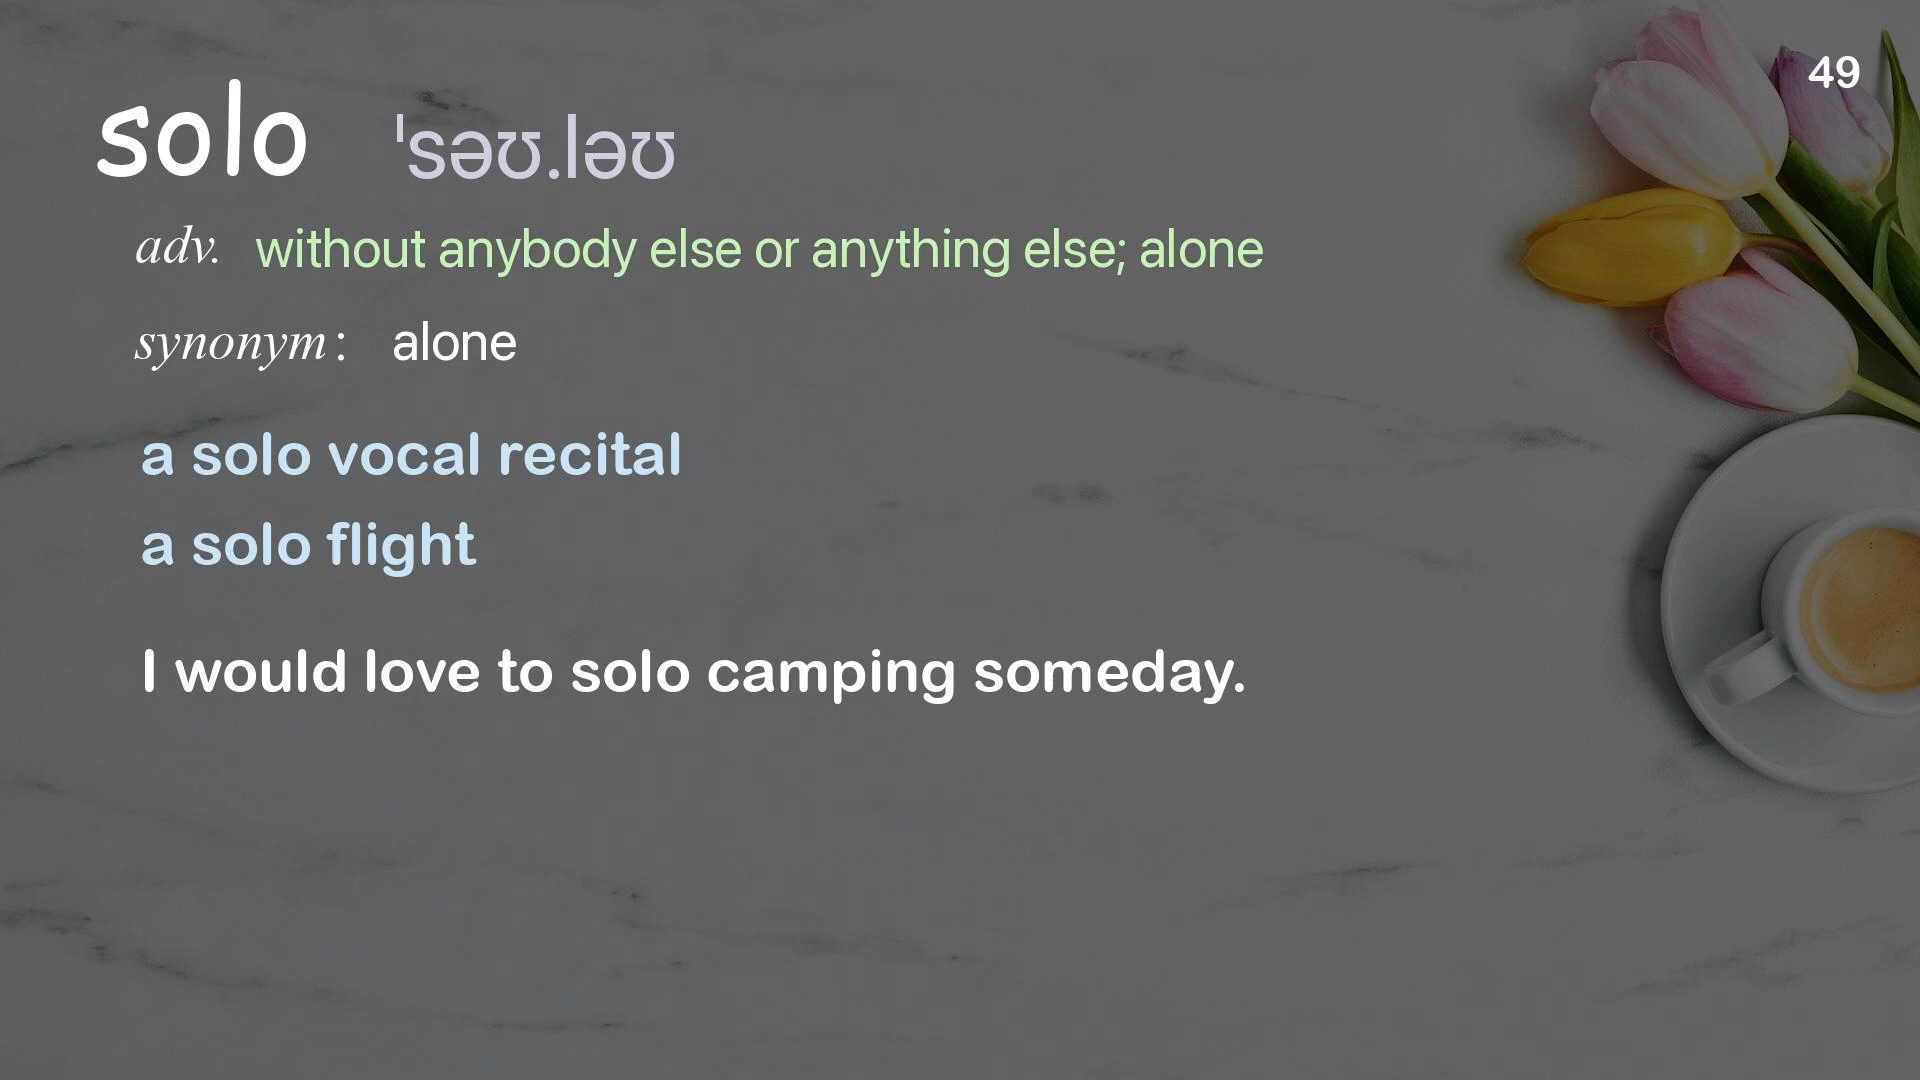 49
solo ˈsəʊ.ləʊ
adv. without anybody else or anything else; alone
synonym: alone
a solo vocal recital
a solo flight
I would love to solo camping someday.